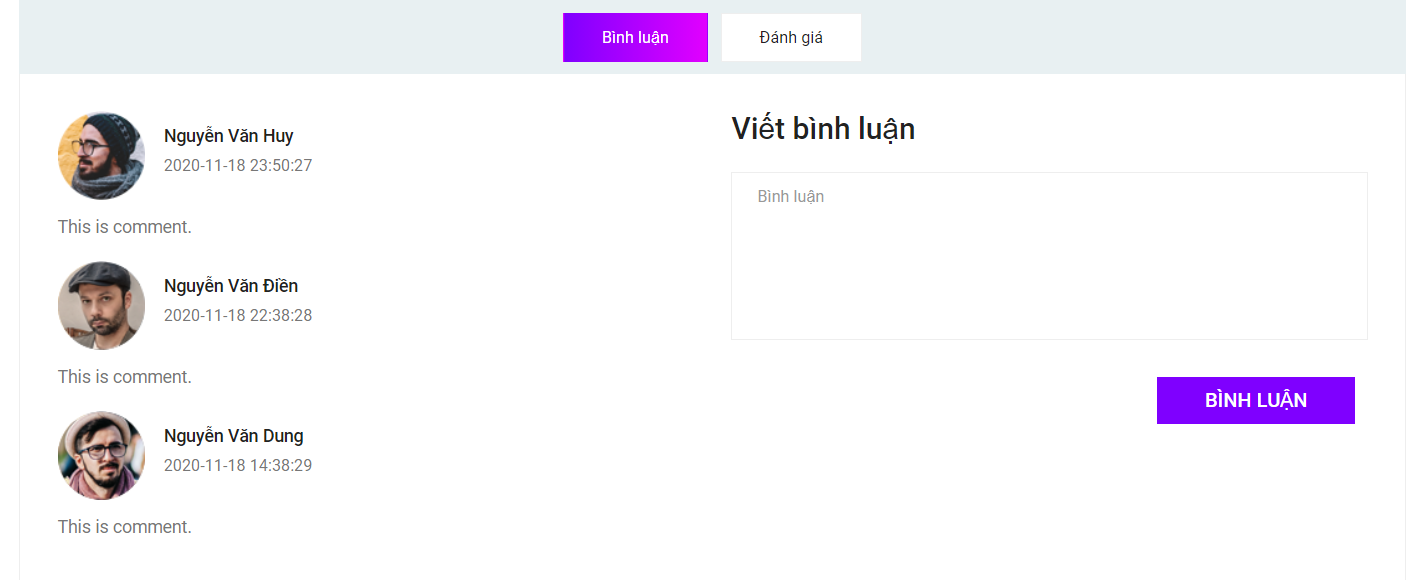 Bình luận
Đánh giá
Nguyễn Văn Huy
2020-11-18 23:50:27
This is comment.
Nguyễn Văn Điền
2020-11-18 22:38:28
This is comment.
Nguyễn Văn Dung
2020-11-18 14:38:29
This is comment.
Viết bình luận
Bình luận
BÌNH LUẬN